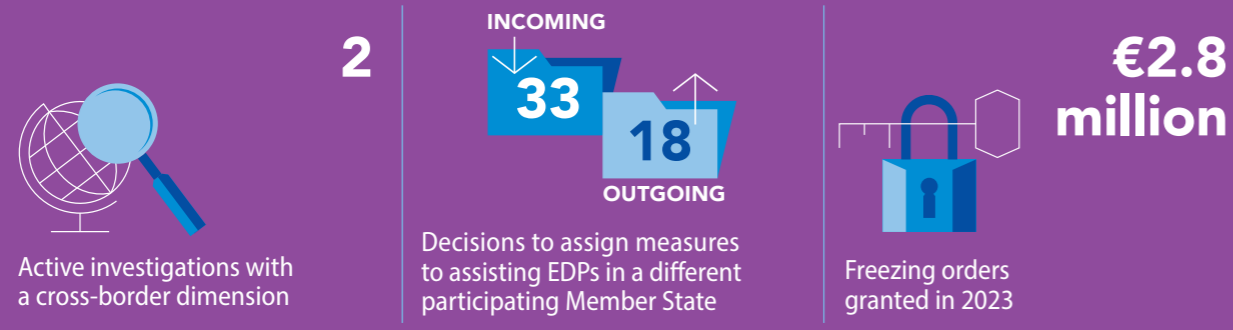 2
Active investigations with
a cross-border dimension
INCOMING
33
18
OUTGOING
Decisions to assign measures
to assisting EDPs in a different
participating Member State
€2.8
million
Freezing orders
granted in 2023